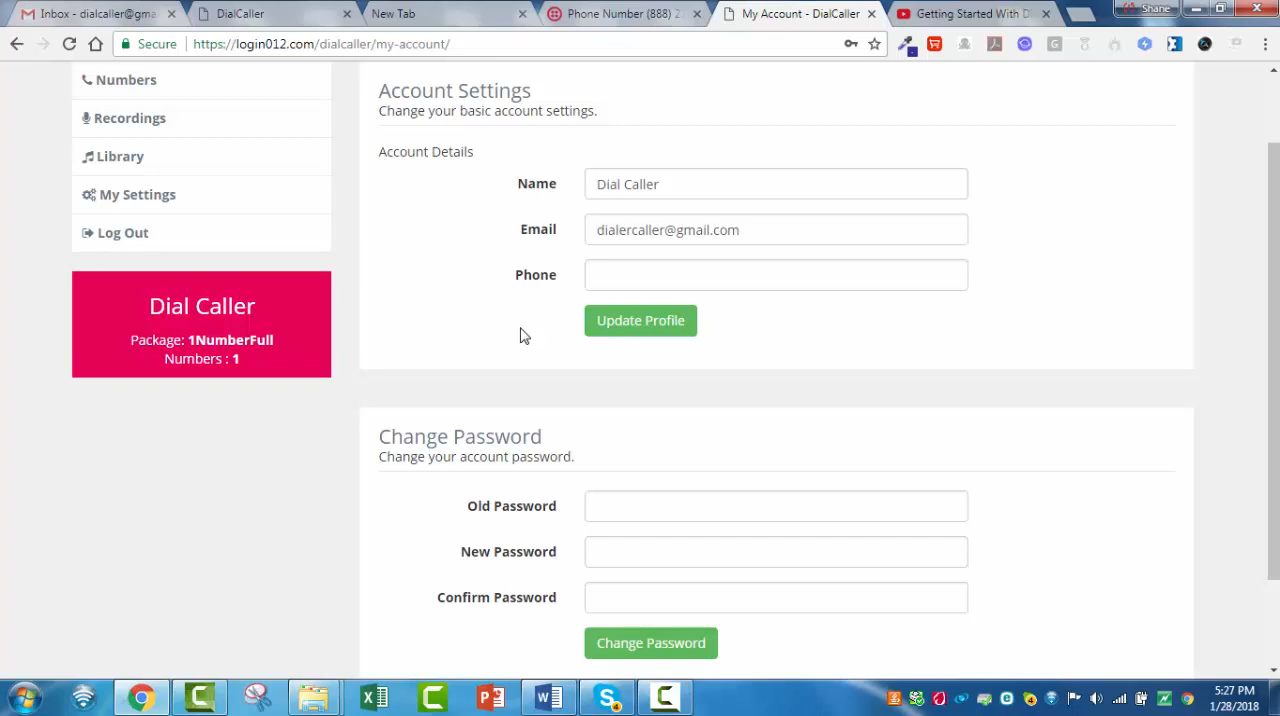 Inbox - dialcaller@gma
DialCaller
New Tab
Phone Number (888) 2
My Account - DialCaller
Getting Started With D
Shane
Secure
https://login012.com/dialcaller/my-account/
Numbers
Recordings
Library
My Settings
Log Out
Dial Caller
Package: 1NumberFull
Numbers : 1
Account Settings
Change your basic account settings.
Account Details
Name
Dial Caller
Email
dialercaller@gmail.com
Phone
Update Profile
Change Password
Change your account password.
Old Password
New Password
Confirm Password
Change Password
5:27 PM
1/28/2018